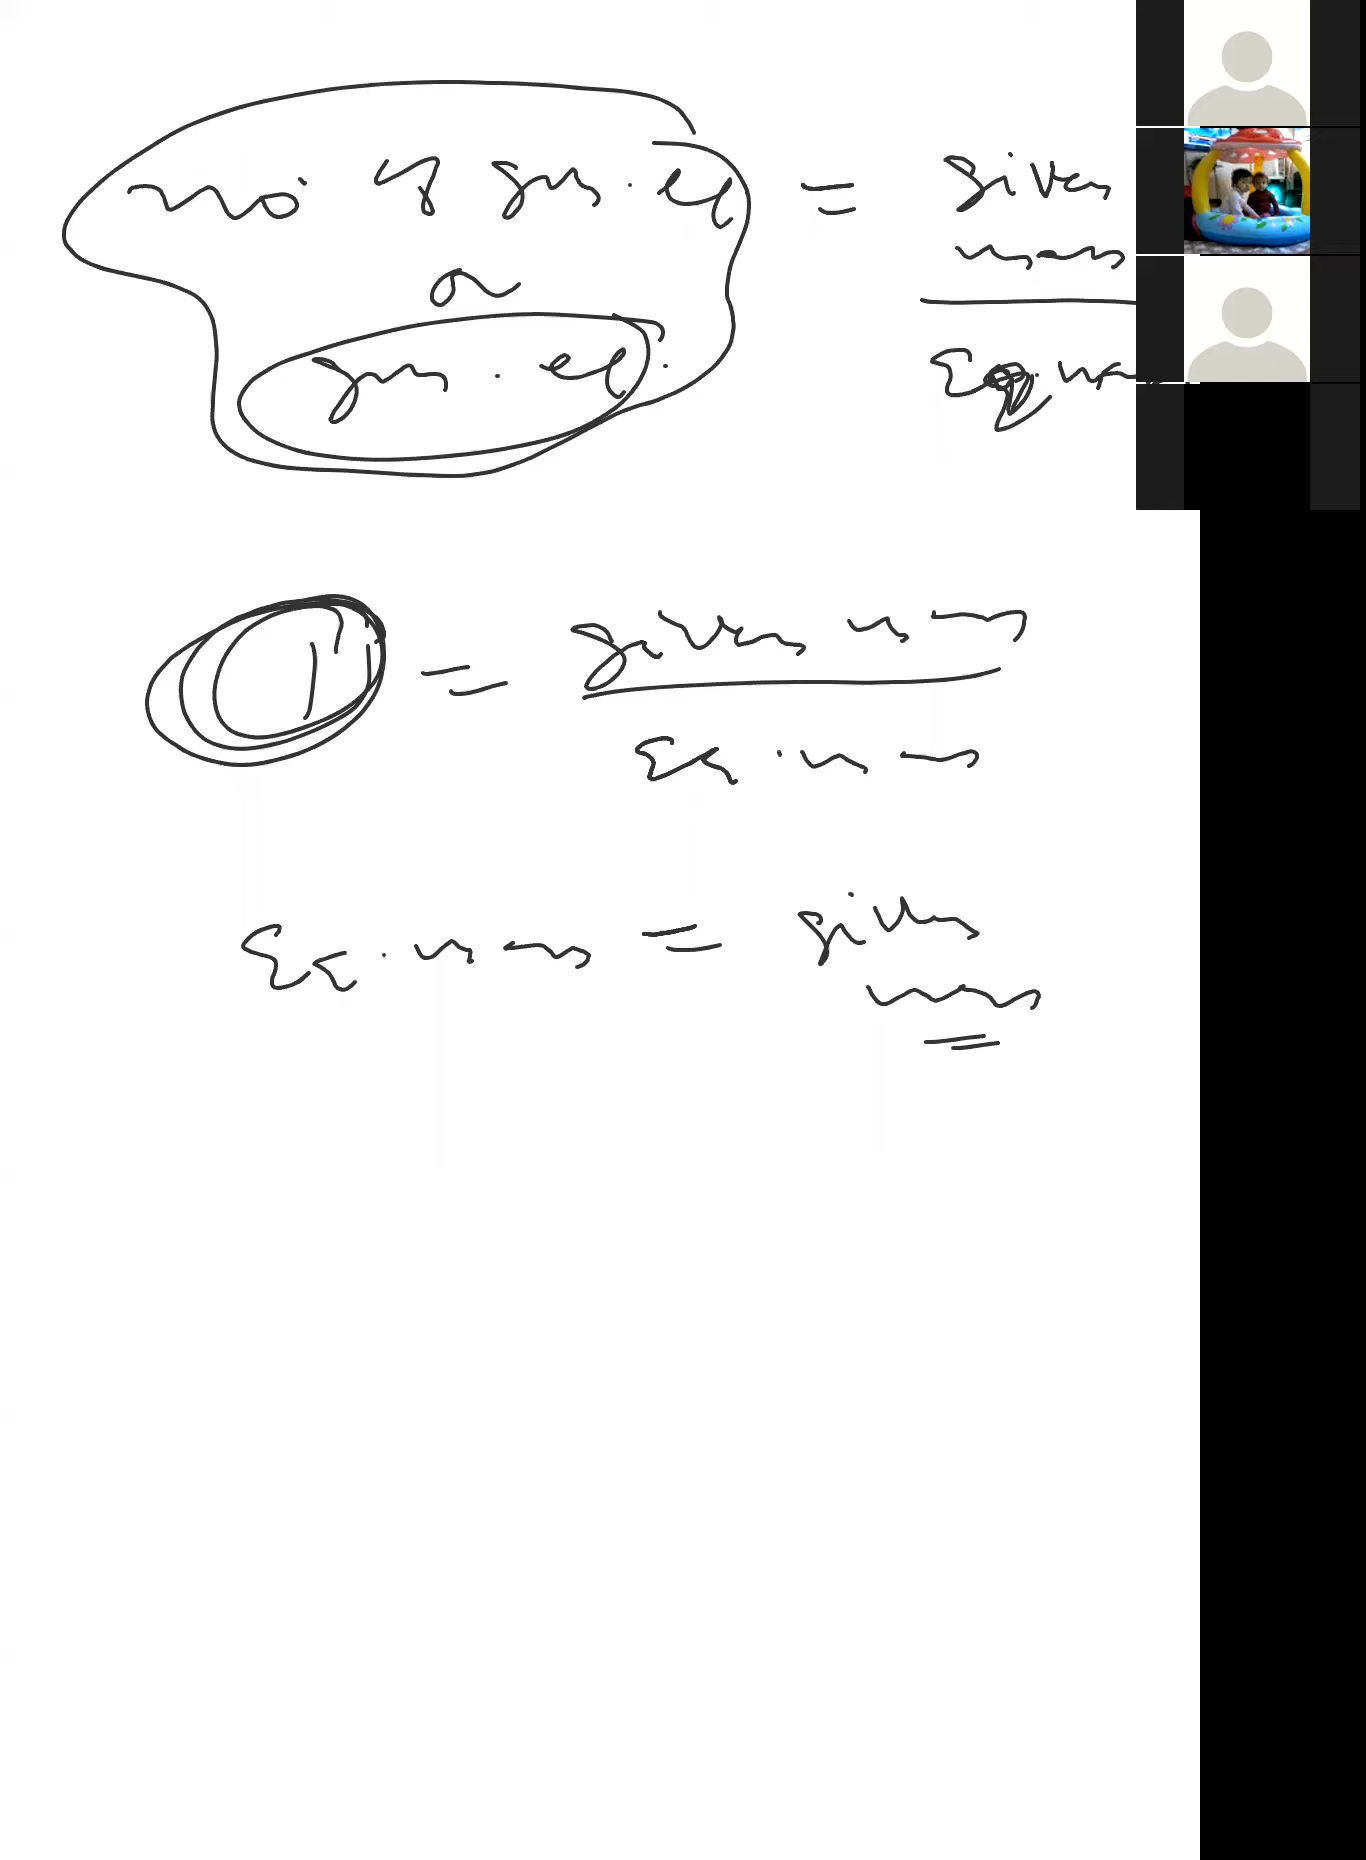 no of gm. eq = given mass
or
gm. eq. Eq. mass
1 = given mass
Eq. mass
Eq. mass = given
mass